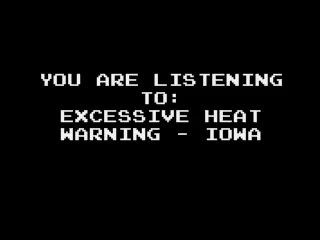 YOU ARE LISTENING
TO:
EXCESSIVE HEAT
WARNING - IOWA